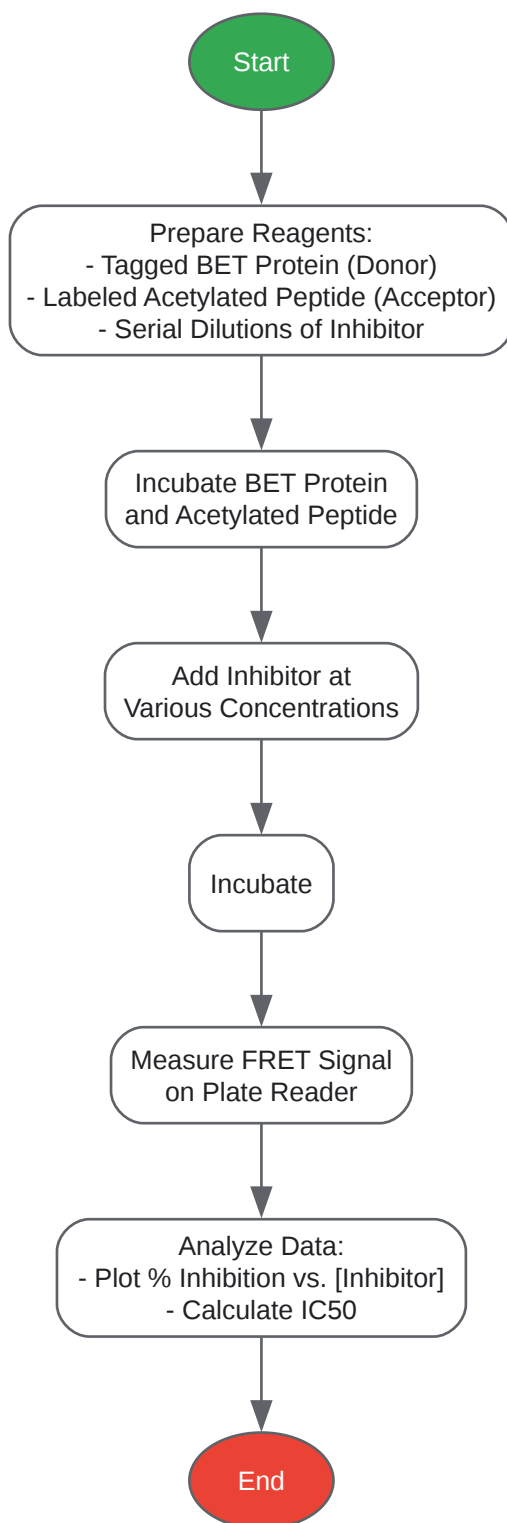 Start
Prepare Reagents:
- Tagged BET Protein (Donor)
- Labeled Acetylated Peptide (Acceptor)
- Serial Dilutions of Inhibitor
Incubate BET Protein
and Acetylated Peptide
Add Inhibitor at
Various Concentrations
Incubate
Measure FRET Signal
on Plate Reader
Analyze Data:
- Plot % Inhibition vs. [Inhibitor]
- Calculate IC50
End